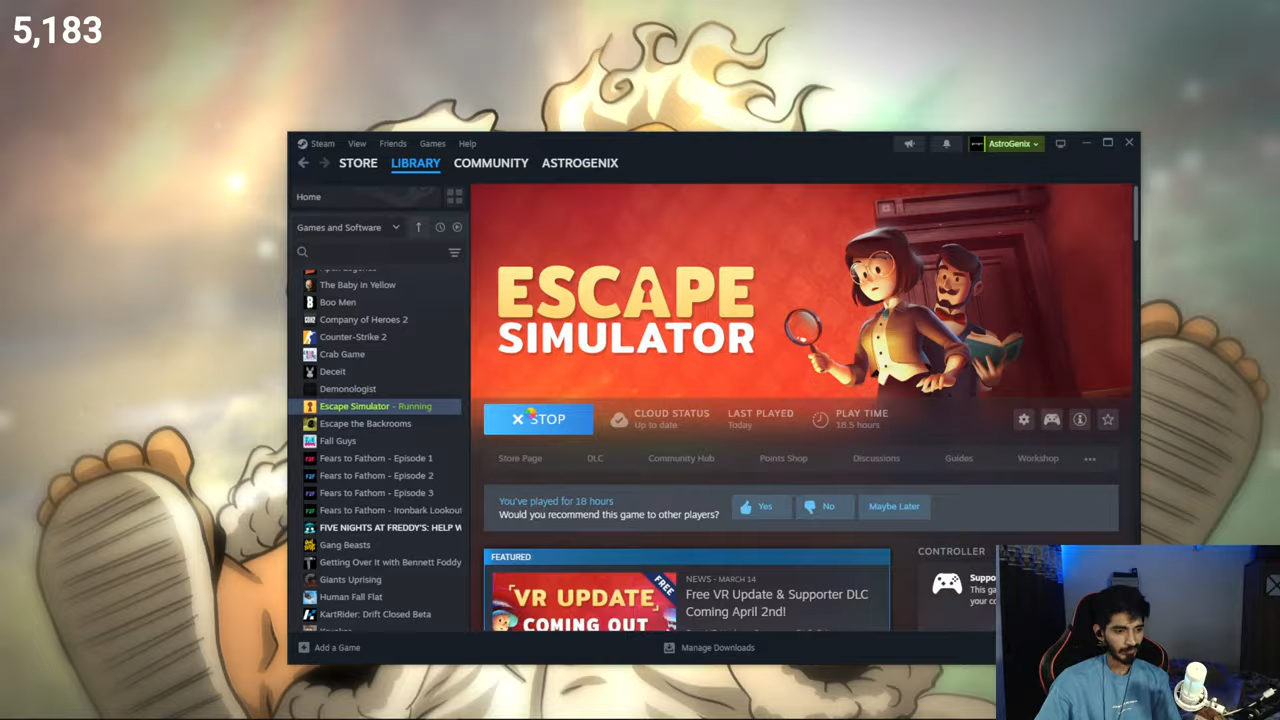 5,183
Steam View Friends Games Help
AstroGenix
STORE LIBRARY COMMUNITY ASTROGENIX
Home
Games and Software
The Baby In Yellow
Boo Men
Company of Heroes 2
Counter-Strike 2
Crab Game
Deceit
Demonologist
Escape Simulator - Running
Escape the Backrooms
Fall Guys
Fears to Fathom - Episode 1
Fears to Fathom - Episode 2
Fears to Fathom - Episode 3
Fears to Fathom - Ironbark Lookout
FIVE NIGHTS AT FREDDY'S: HELP W
Gang Beasts
Getting Over It with Bennett Foddy
Giants Uprising
Human Fall Flat
KartRider: Drift Closed Beta
Add a Game
ESCAPE
SIMULATOR
STOP
CLOUD STATUS
Up to date
LAST PLAYED
Today
PLAY TIME
18.5 hours
Store Page DLC Community Hub Points Shop Discussions Guides Workshop
You've played for 18 hours
Would you recommend this game to other players?
Yes No Maybe Later
FEATURED
VR UPDATE
COMING OUT
FREE
NEWS - MARCH 14
Free VR Update & Supporter DLC
Coming April 2nd!
CONTROLLER
Suppo
This ga
your co
Manage Downloads